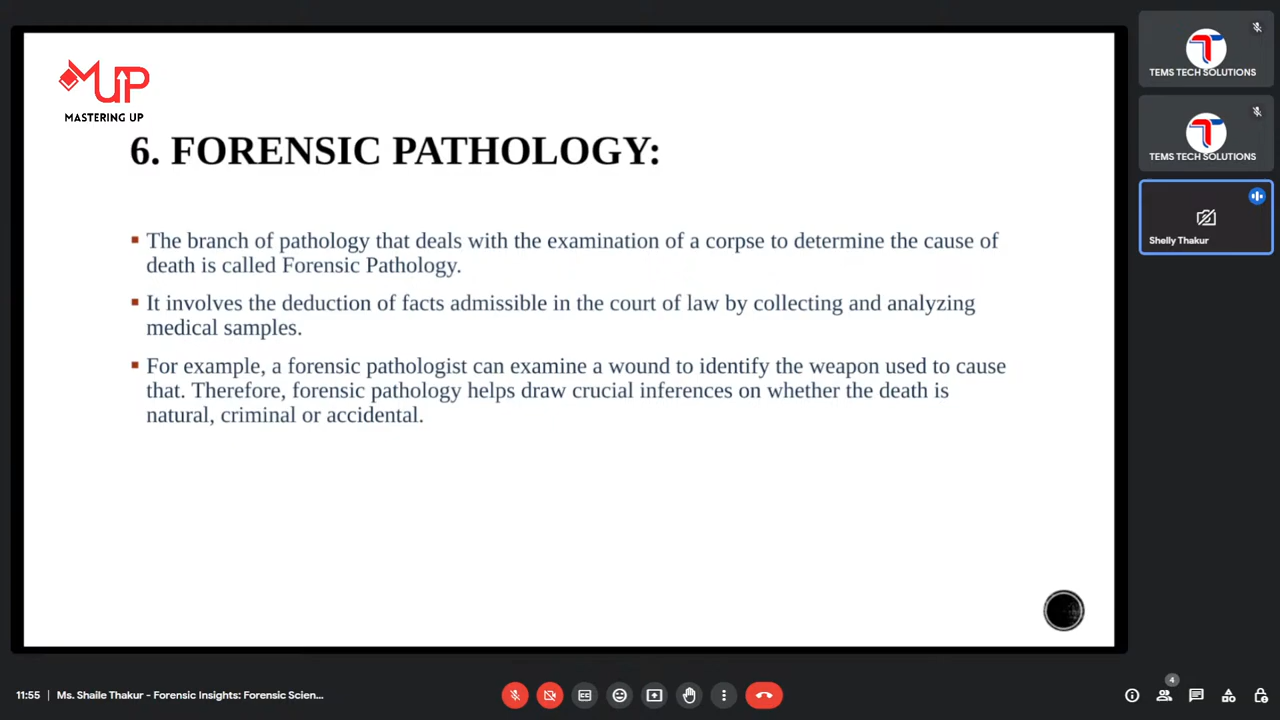 MUP
MASTERING UP
6. FORENSIC PATHOLOGY:
The branch of pathology that deals with the examination of a corpse to determine the cause of
death is called Forensic Pathology.
It involves the deduction of facts admissible in the court of law by collecting and analyzing
medical samples.
For example, a forensic pathologist can examine a wound to identify the weapon used to cause
that. Therefore, forensic pathology helps draw crucial inferences on whether the death is
natural, criminal or accidental.
TEMS TECH SOLUTIONS
TEMS TECH SOLUTIONS
Shelly Thakur
11:55 | Ms. Shaile Thakur - Forensic Insights: Forensic Scien...
4